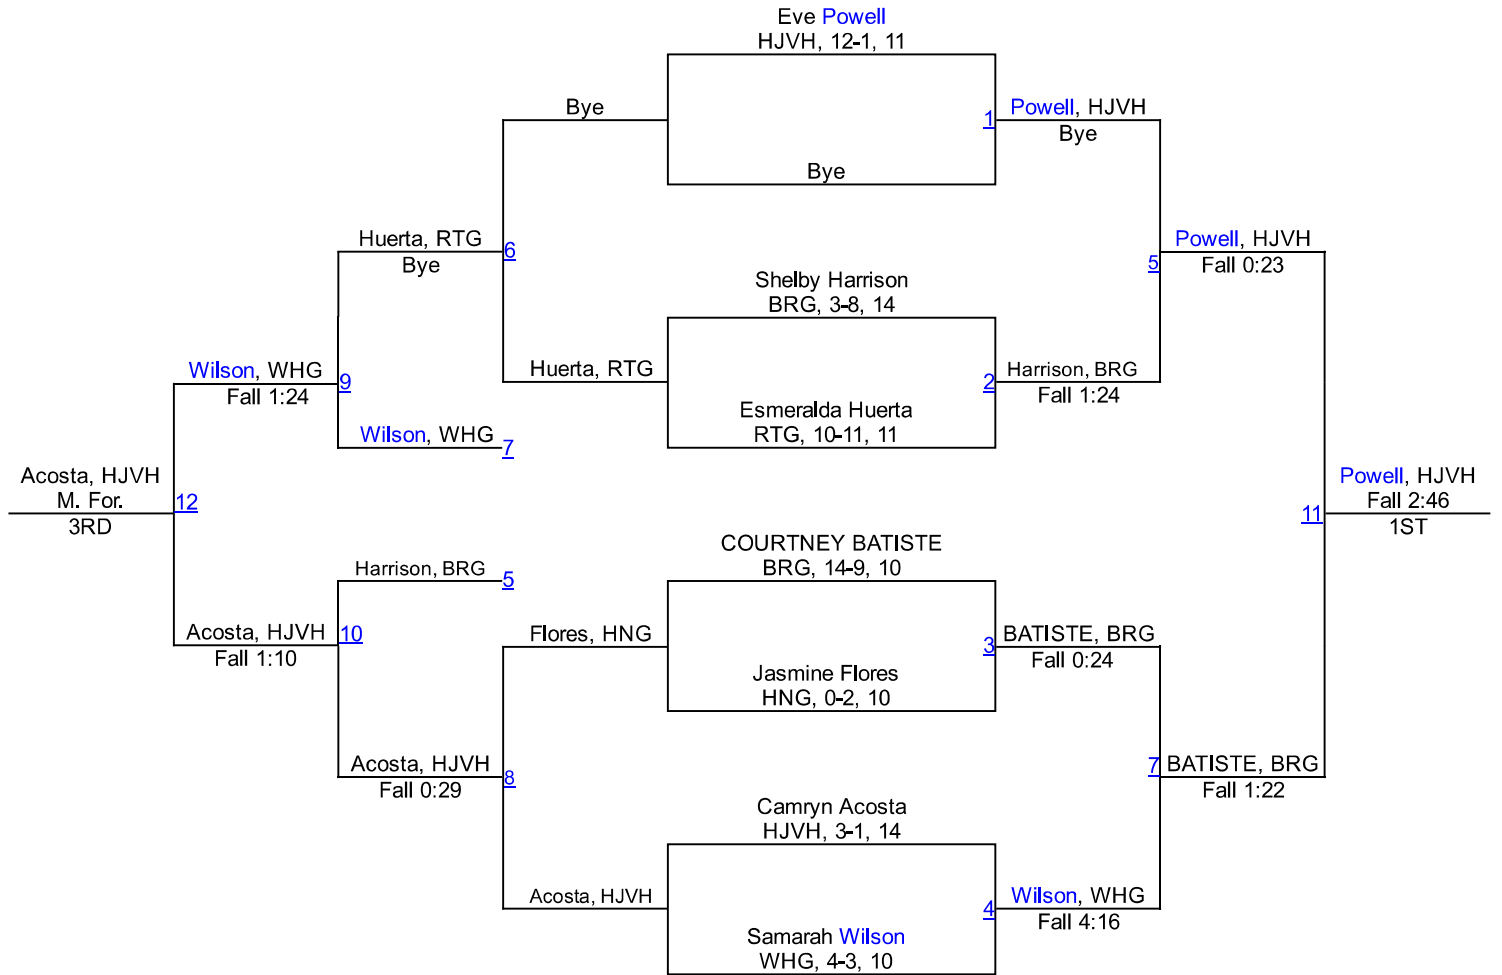 Eve Powell
HJVH, 12-1, 11
Bye
1
Powell, HJVH
Bye
Bye
Huerta, RTG
Bye
6
Powell, HJVH
5
Fall 0:23
Shelby Harrison
BRG, 3-8, 14
Wilson, WHG
Fall 1:24
9
Huerta, RTG
2
Harrison, BRG
Fall 1:24
Esmeralda Huerta
RTG, 10-11, 11
Wilson, WHG
7
Acosta, HJVH
M. For.
3RD
12
Powell, HJVH
Fall 2:46
1ST
11
COURTNEY BATISTE
BRG, 14-9, 10
Harrison, BRG
5
Acosta, HJVH
Fall 1:10
10
Flores, HNG
3
BATISTE, BRG
Fall 0:24
Jasmine Flores
HNG, 0-2, 10
Acosta, HJVH
Fall 0:29
8
7
BATISTE, BRG
Fall 1:22
Camryn Acosta
HJVH, 3-1, 14
Acosta, HJVH
4
Wilson, WHG
Fall 4:16
Samarah Wilson
WHG, 4-3, 10